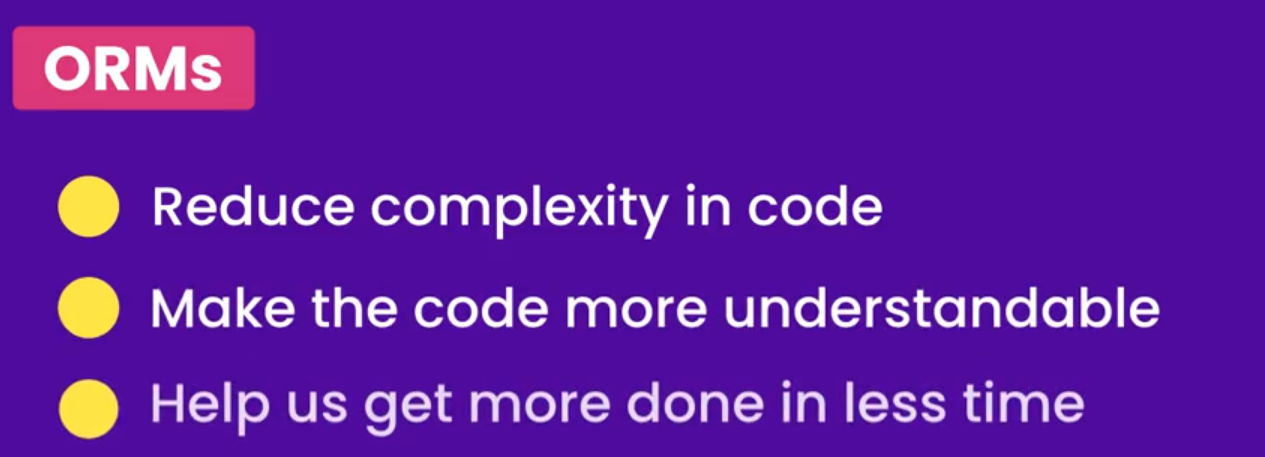 ORMs
Reduce complexity in code
Make the code more understandable
Help us get more done in less time